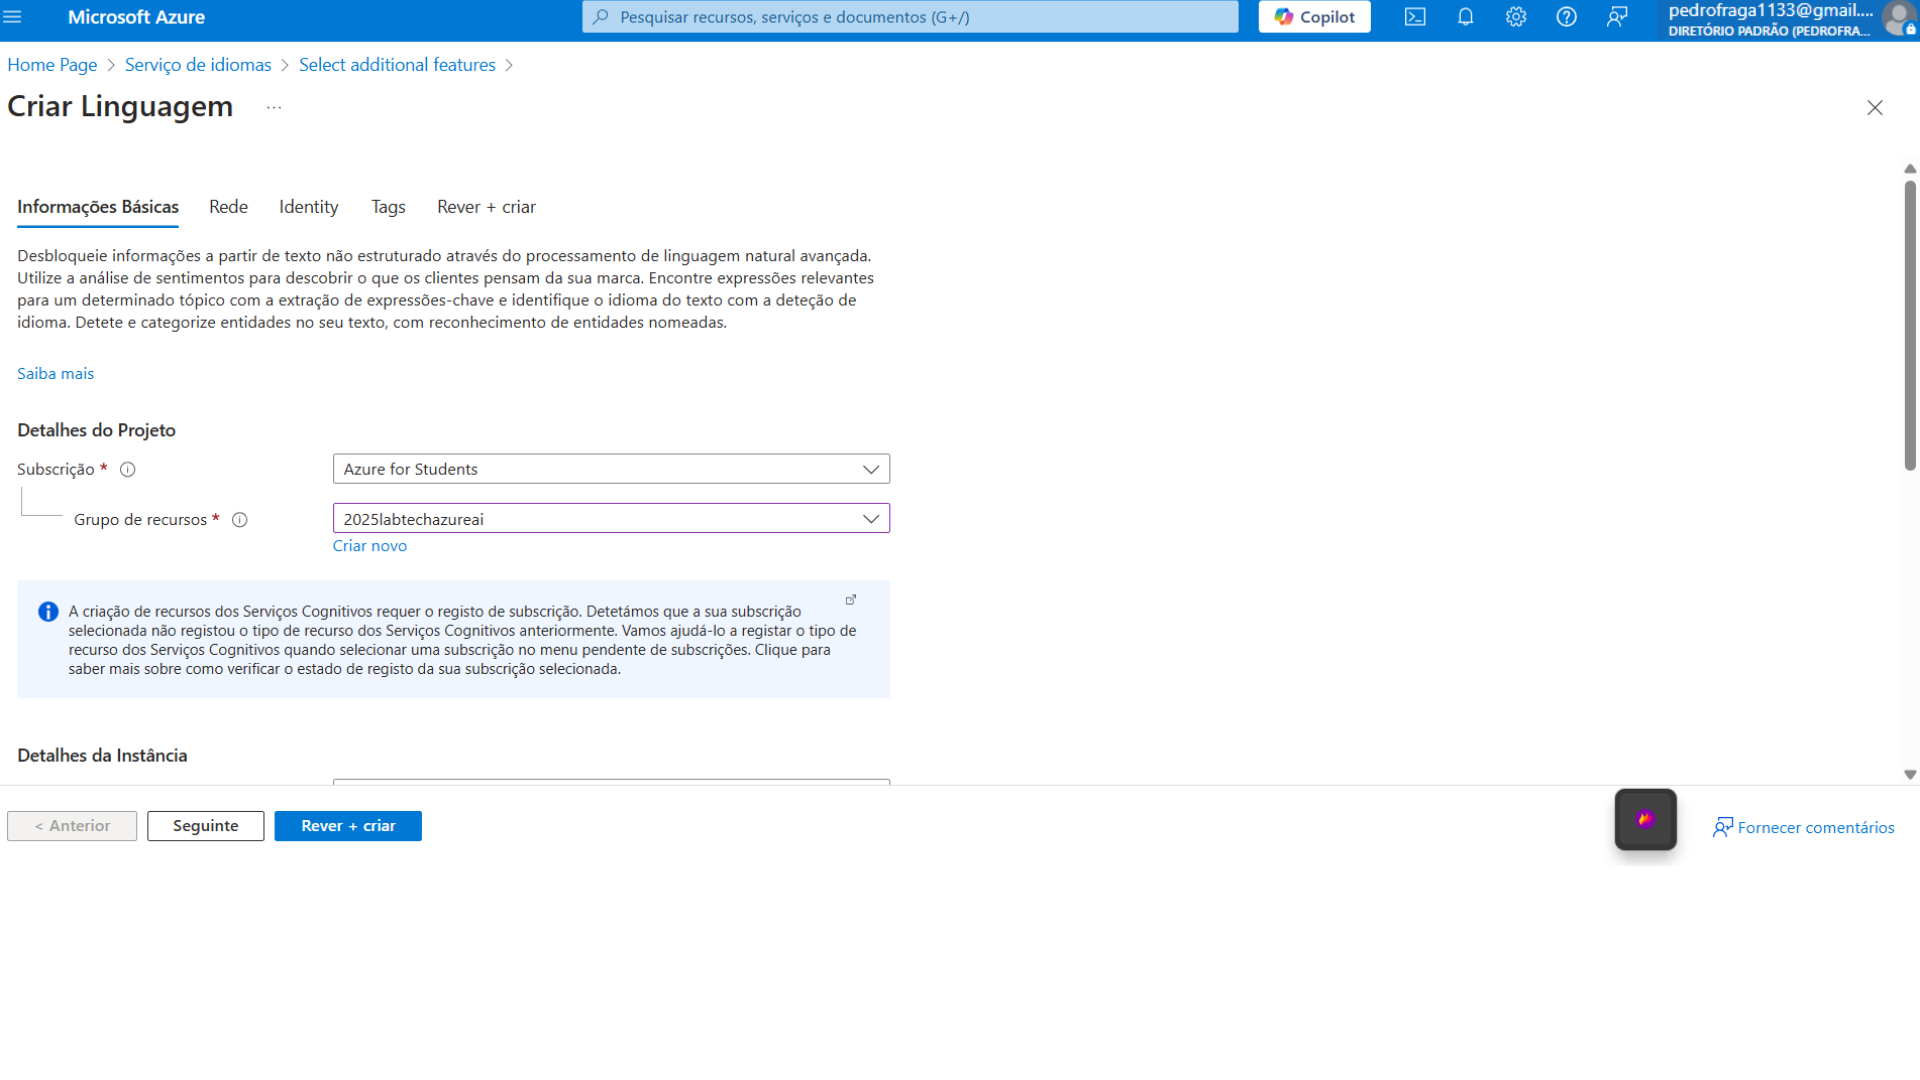 Microsoft Azure
Pesquisar recursos, serviços e documentos (G+/)
Copilot
pedrofraga1133@gmail....
DIRETÓRIO PADRÃO (PEDROFRA...
Home Page > Serviço de idiomas > Select additional features >
Criar Linguagem ...
Informações Básicas Rede Identity Tags Rever + criar
Desbloqueie informações a partir de texto não estruturado através do processamento de linguagem natural avançada.
Utilize a análise de sentimentos para descobrir o que os clientes pensam da sua marca. Encontre expressões relevantes
para um determinado tópico com a extração de expressões-chave e identifique o idioma do texto com a deteção de
idioma. Detete e categorize entidades no seu texto, com reconhecimento de entidades nomeadas.
Saiba mais
Detalhes do Projeto
Subscrição *
Azure for Students
Grupo de recursos *
2025labtechazureai
Criar novo
A criação de recursos dos Serviços Cognitivos requer o registo de subscrição. Detetámos que a sua subscrição
selecionada não registou o tipo de recurso dos Serviços Cognitivos anteriormente. Vamos ajudá-lo a registar o tipo de
recurso dos Serviços Cognitivos quando selecionar uma subscrição no menu pendente de subscrições. Clique para
saber mais sobre como verificar o estado de registo da sua subscrição selecionada.
Detalhes da Instância
< Anterior
Seguinte
Rever + criar
Fornecer comentários